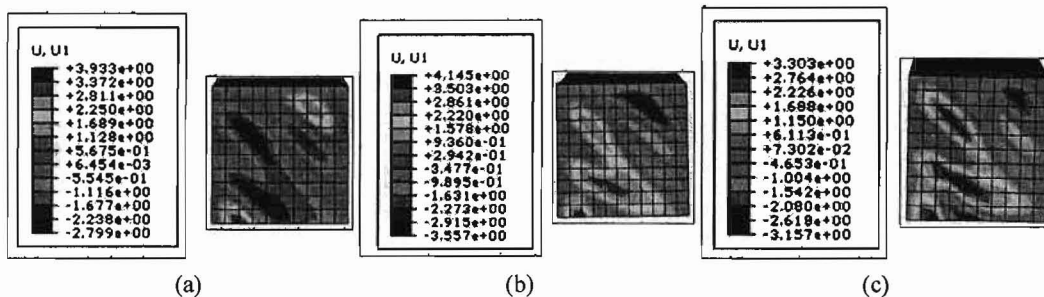 U, U1
+3.933e+00
+3.372e+00
+2.811e+00
+2.250e+00
+1.689e+00
+1.128e+00
+5.675e-01
+6.454e-03
-5.545e-01
-1.116e+00
-1.677e+00
-2.238e+00
-2.799e+00
(a)
U, U1
+4.145e+00
+3.503e+00
+2.861e+00
+2.220e+00
+1.578e+00
+9.360e-01
+2.942e-01
-3.477e-01
-9.895e-01
-1.631e+00
-2.273e+00
-2.915e+00
-3.557e+00
(b)
U, U1
+3.303e+00
+2.764e+00
+2.226e+00
+1.688e+00
+1.150e+00
+6.113e-01
+7.302e-02
-4.653e-01
-1.004e+00
-1.542e+00
-2.080e+00
-2.618e+00
-3.157e+00
(c)